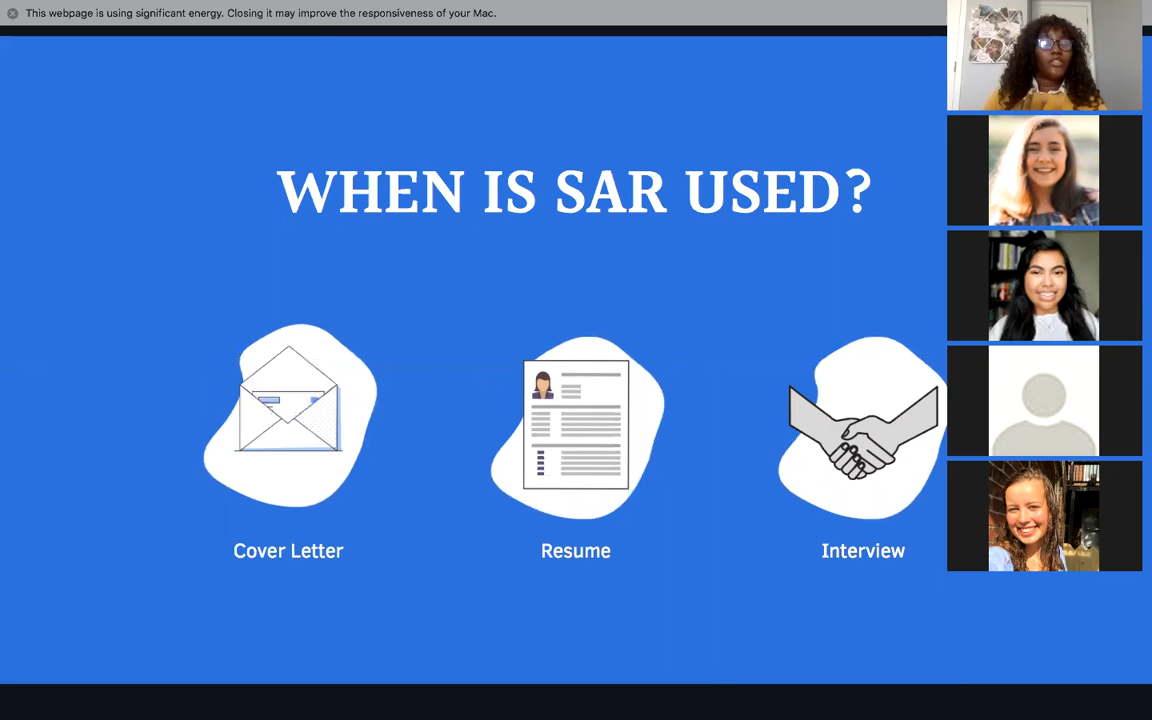 This webpage is using significant energy. Closing it may improve the responsiveness of your Mac.
WHEN IS SAR USED?
Cover Letter
Resume
Interview